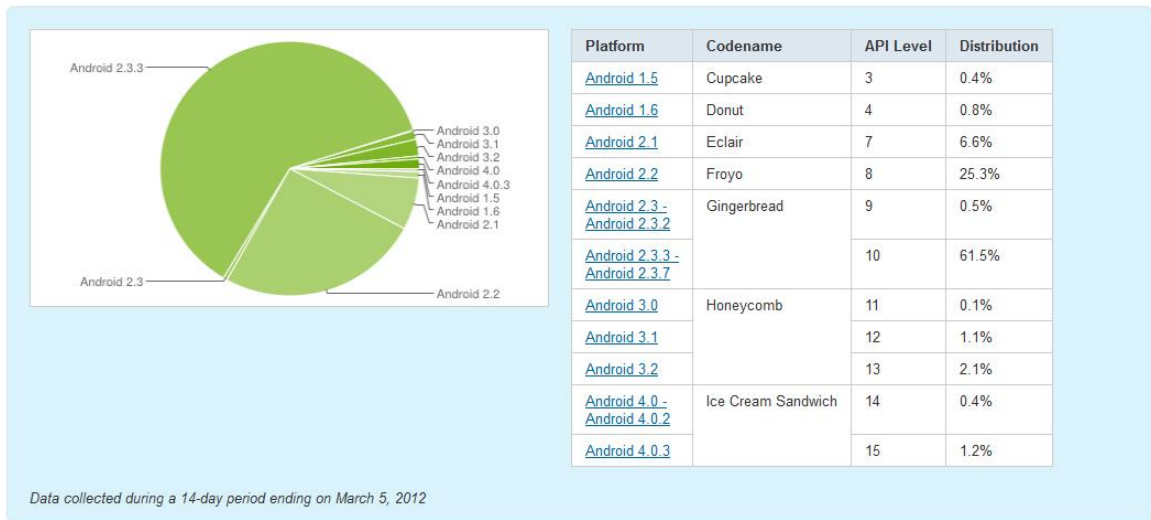 Android 2.3.3
Android 3.0
Android 3.1
Android 3.2
Android 4.0
Android 4.0.3
Android 1.5
Android 1.6
Android 2.1
Android 2.3
Android 2.2
Platform Codename API Level Distribution
Android 1.5 Cupcake 3 0.4%
Android 1.6 Donut 4 0.8%
Android 2.1 Eclair 7 6.6%
Android 2.2 Froyo 8 25.3%
Android 2.3 - Gingerbread 9 0.5%
Android 2.3.2
Android 2.3.3 - 10 61.5%
Android 2.3.7
Android 3.0 Honeycomb 11 0.1%
Android 3.1 12 1.1%
Android 3.2 13 2.1%
Android 4.0 - Ice Cream Sandwich 14 0.4%
Android 4.0.2
Android 4.0.3 15 1.2%
Data collected during a 14-day period ending on March 5, 2012